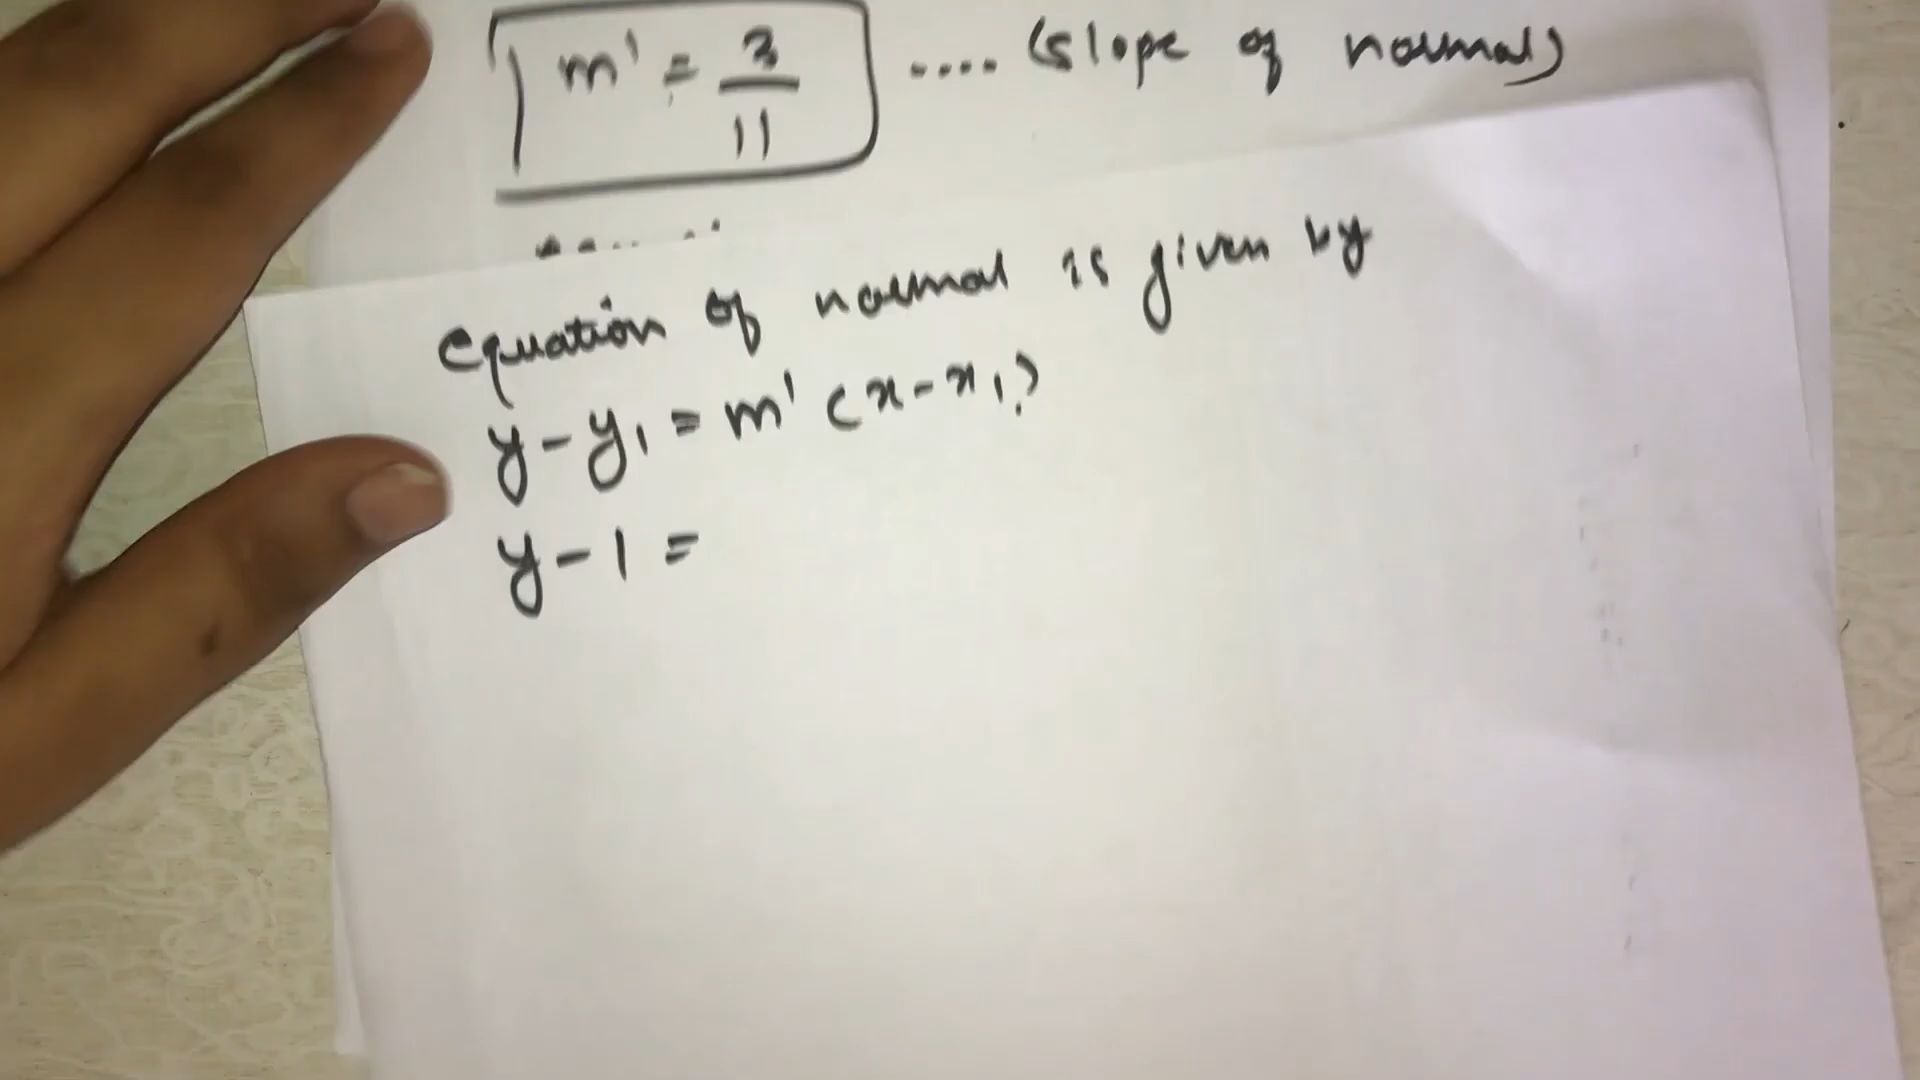 m' = 3/11 .... (slope of normal)
equation of normal is given by
y - y₁ = m' (x - x₁)
y - 1 =